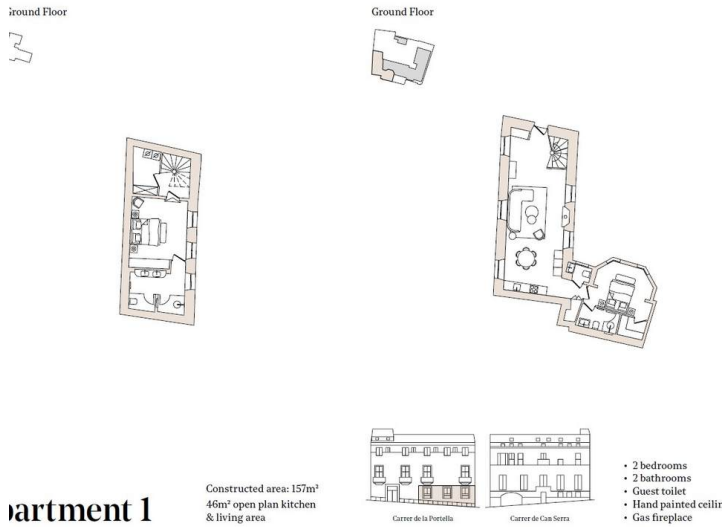 Ground Floor
Ground Floor
partment 1
Constructed area: 157m²
46m² open plan kitchen
& living area
Carrer de la Portella
Carrer de Can Serra
• 2 bedrooms
• 2 bathrooms
• Guest toilet
• Hand painted ceilin
• Gas fireplace